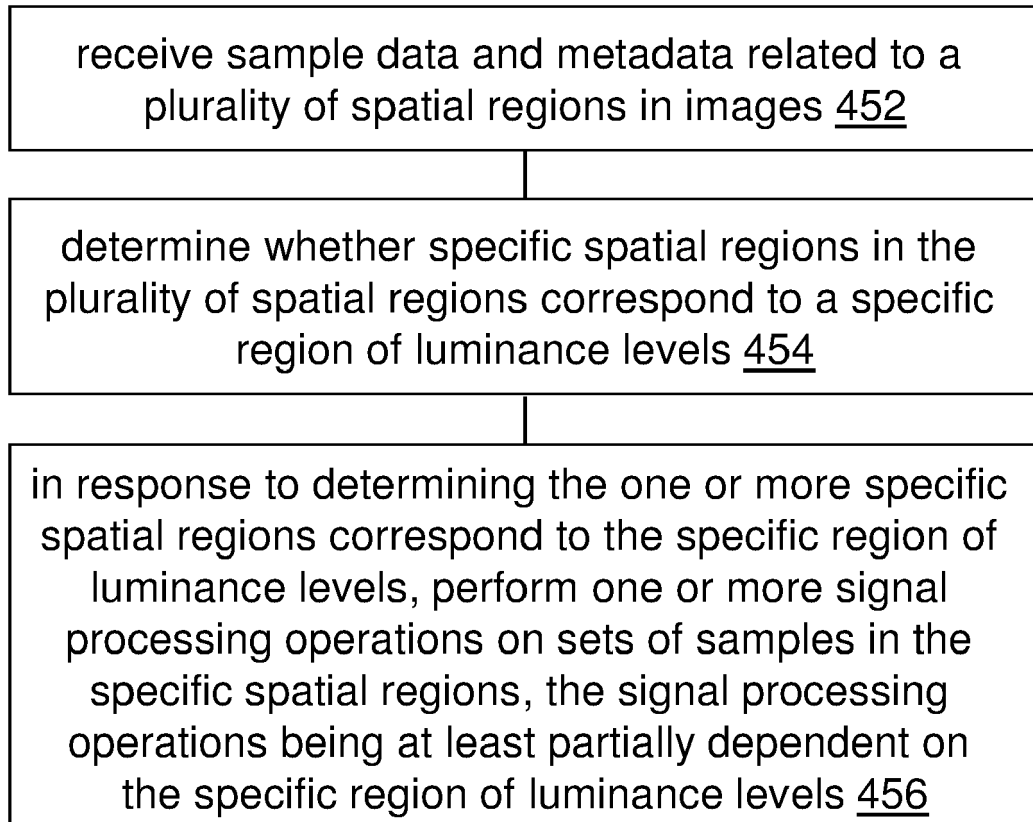 receive sample data and metadata related to a
plurality of spatial regions in images 452
determine whether specific spatial regions in the
plurality of spatial regions correspond to a specific
region of luminance levels 454
in response to determining the one or more specific
spatial regions correspond to the specific region of
luminance levels, perform one or more signal
processing operations on sets of samples in the
specific spatial regions, the signal processing
operations being at least partially dependent on
the specific region of luminance levels 456